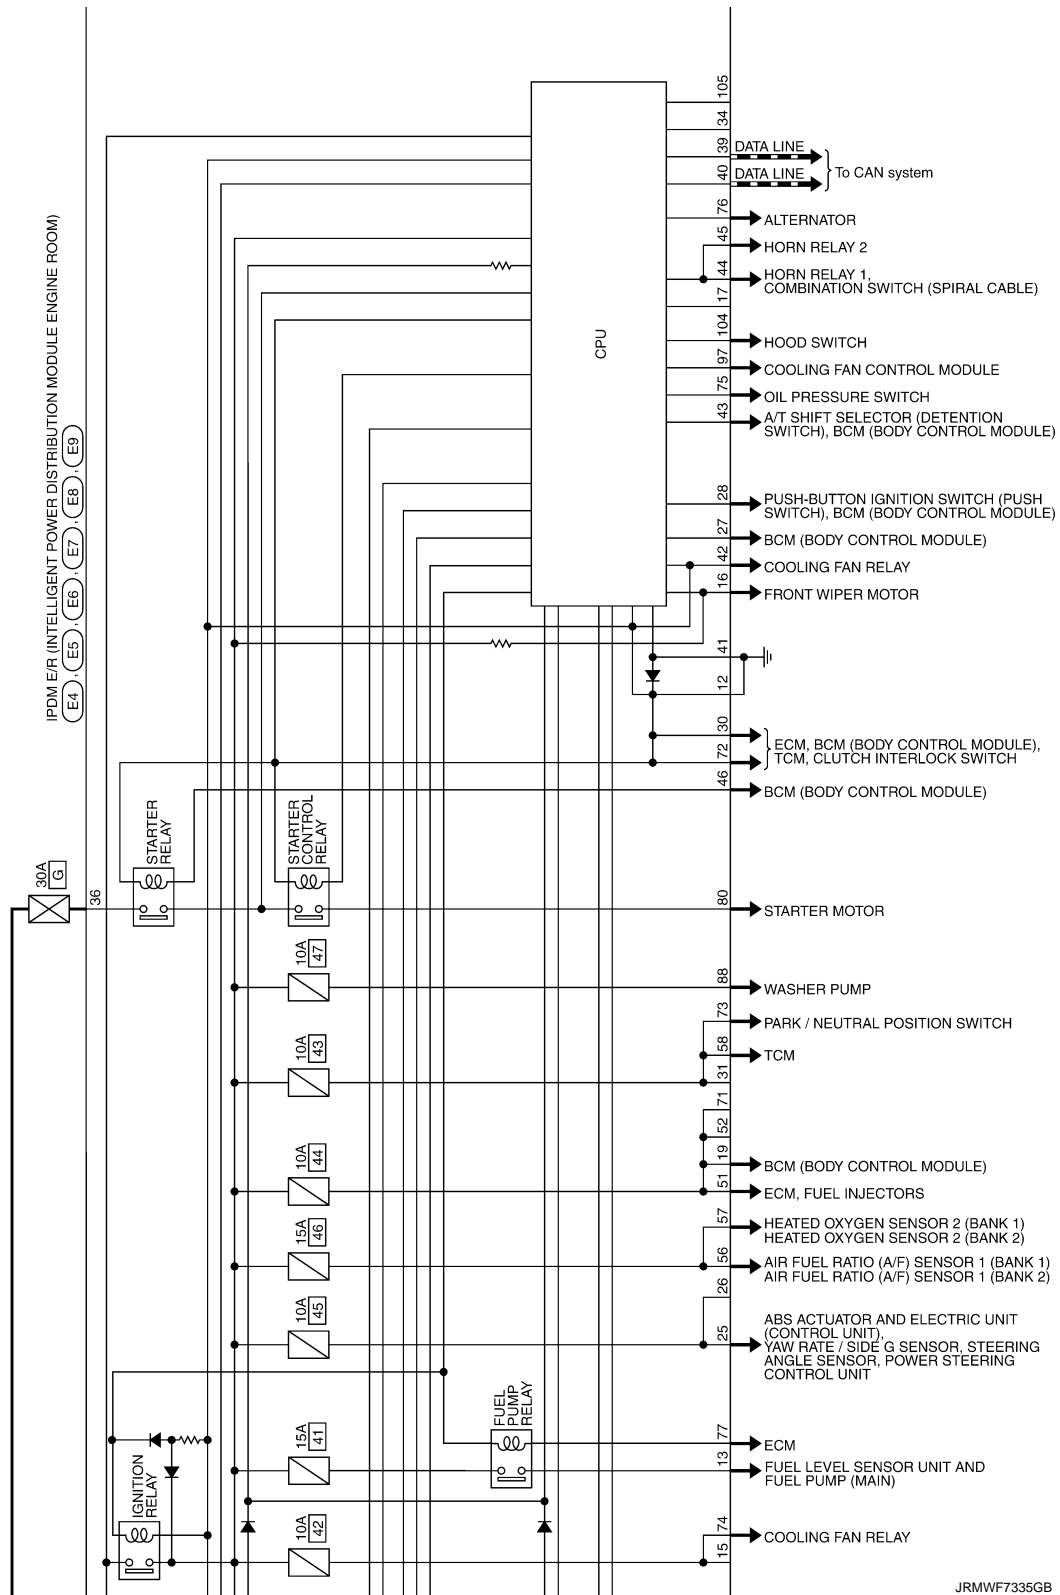 105
34
39
DATA LINE
40
DATA LINE
To CAN system
76
ALTERNATOR
45
HORN RELAY 2
44
HORN RELAY 1,
COMBINATION SWITCH (SPIRAL CABLE)
17
104
HOOD SWITCH
97
COOLING FAN CONTROL MODULE
75
OIL PRESSURE SWITCH
43
A/T SHIFT SELECTOR (DETENTION
SWITCH), BCM (BODY CONTROL MODULE)
CPU
IPDM E/R (INTELLIGENT POWER DISTRIBUTION MODULE ENGINE ROOM)
E4 , E5 , E6 , E7 , E8 , E9
28
PUSH-BUTTON IGNITION SWITCH (PUSH
SWITCH), BCM (BODY CONTROL MODULE)
27
BCM (BODY CONTROL MODULE)
42
COOLING FAN RELAY
16
FRONT WIPER MOTOR
41
12
30
72
ECM, BCM (BODY CONTROL MODULE),
TCM, CLUTCH INTERLOCK SWITCH
46
BCM (BODY CONTROL MODULE)
STARTER
RELAY
STARTER
CONTROL
RELAY
30A
G
36
80
STARTER MOTOR
10A
47
88
WASHER PUMP
73
PARK / NEUTRAL POSITION SWITCH
10A
43
58
TCM
31
71
52
10A
44
19
BCM (BODY CONTROL MODULE)
51
ECM, FUEL INJECTORS
15A
46
57
HEATED OXYGEN SENSOR 2 (BANK 1)
HEATED OXYGEN SENSOR 2 (BANK 2)
56
AIR FUEL RATIO (A/F) SENSOR 1 (BANK 1)
AIR FUEL RATIO (A/F) SENSOR 1 (BANK 2)
26
10A
45
25
ABS ACTUATOR AND ELECTRIC UNIT
(CONTROL UNIT),
YAW RATE / SIDE G SENSOR, STEERING
ANGLE SENSOR, POWER STEERING
CONTROL UNIT
FUEL
PUMP
RELAY
15A
41
77
ECM
13
FUEL LEVEL SENSOR UNIT AND
FUEL PUMP (MAIN)
IGNITION
RELAY
10A
42
74
COOLING FAN RELAY
15
JRMWF7335GB